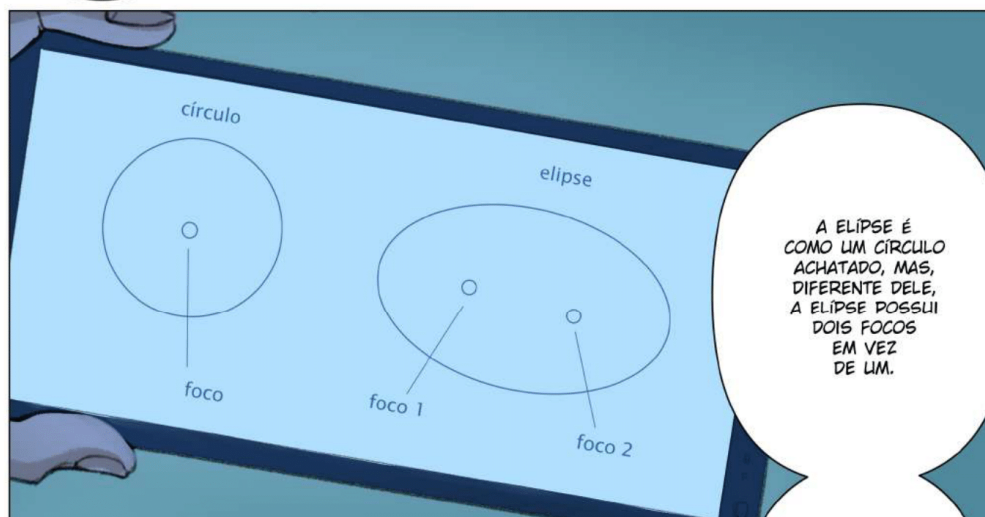 círculo
elipse
foco
foco 1
foco 2
A ELÍPSE É
COMO UM CÍRCULO
ACHATADO, MAS,
DIFERENTE DELE,
A ELÍPSE POSSUI
DOIS FOCOS
EM VEZ
DE UM.